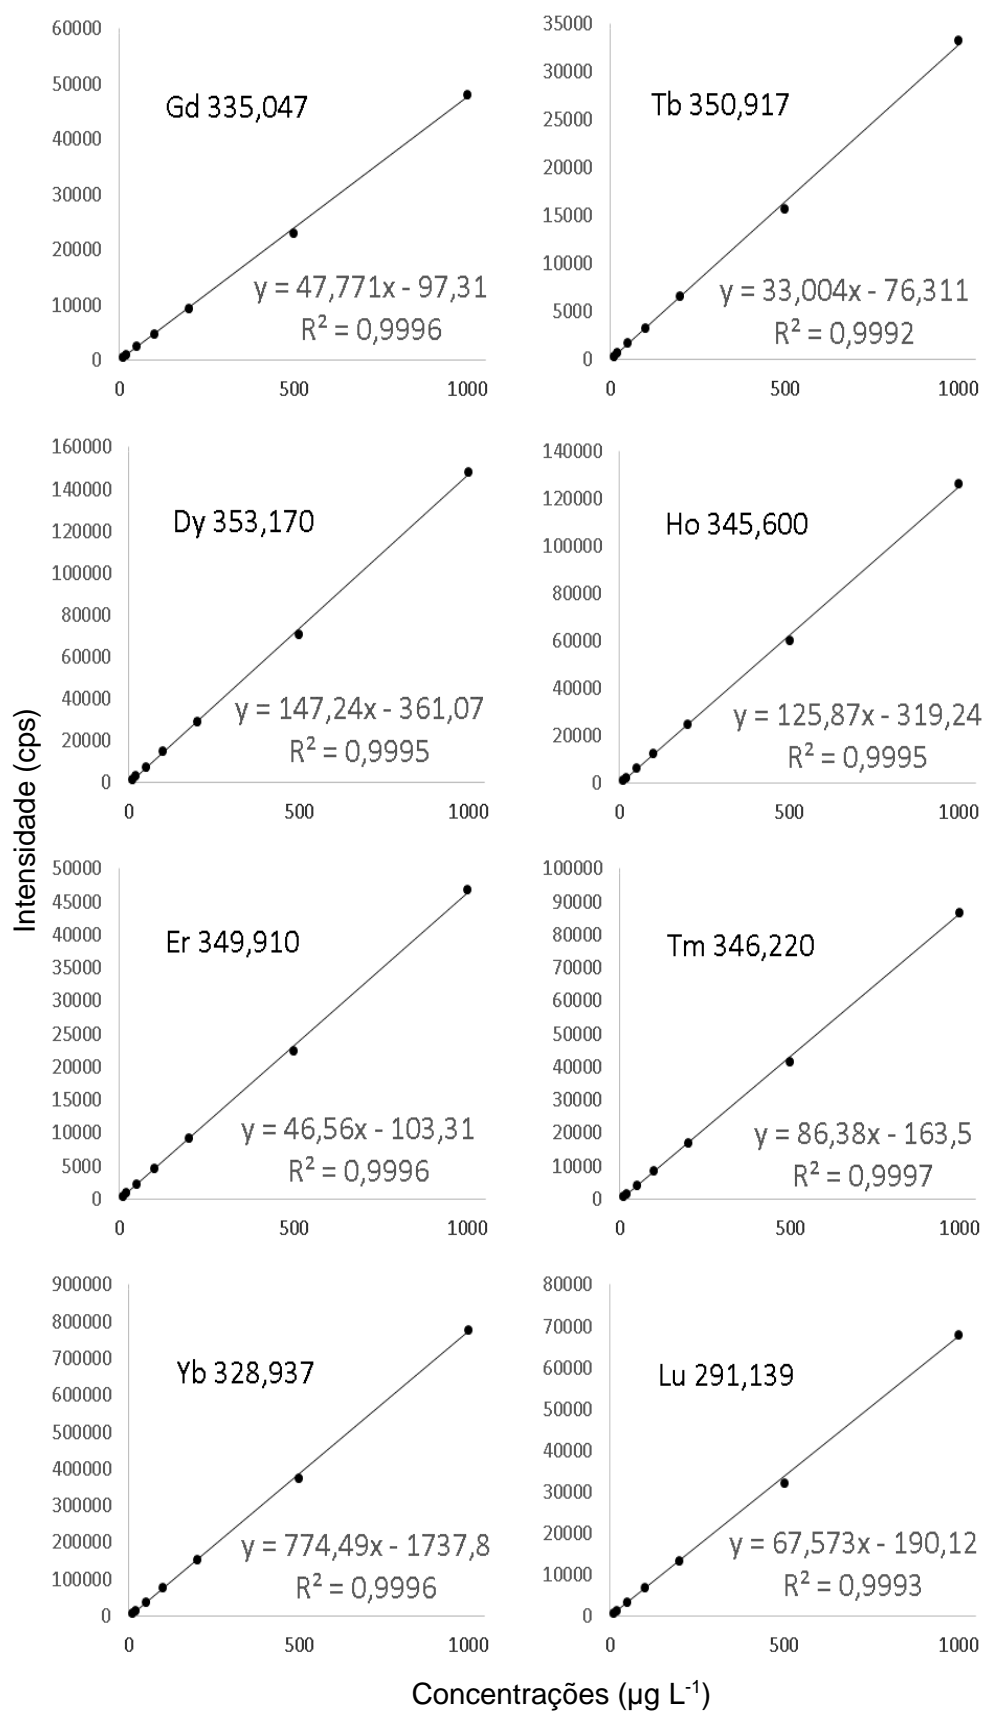 60000
50000
40000
30000
20000
10000
0
Gd 335,047
y = 47,771x - 97,31
R² = 0,9996
0 500 1000
35000
30000
25000
20000
15000
10000
5000
0
Tb 350,917
y = 33,004x - 76,311
R² = 0,9992
0 500 1000
160000
140000
120000
100000
80000
60000
40000
20000
0
Dy 353,170
y = 147,24x - 361,07
R² = 0,9995
0 500 1000
140000
120000
100000
80000
60000
40000
20000
0
Ho 345,600
y = 125,87x - 319,24
R² = 0,9995
0 500 1000
Intensidade (cps)
50000
45000
40000
35000
30000
25000
20000
15000
10000
5000
0
Er 349,910
y = 46,56x - 103,31
R² = 0,9996
0 500 1000
100000
90000
80000
70000
60000
50000
40000
30000
20000
10000
0
Tm 346,220
y = 86,38x - 163,5
R² = 0,9997
0 500 1000
900000
800000
700000
600000
500000
400000
300000
200000
100000
0
Yb 328,937
y = 774,49x - 1737,8
R² = 0,9996
0 500 1000
80000
70000
60000
50000
40000
30000
20000
10000
0
Lu 291,139
y = 67,573x - 190,12
R² = 0,9993
0 500 1000
Concentrações (µg L⁻¹)